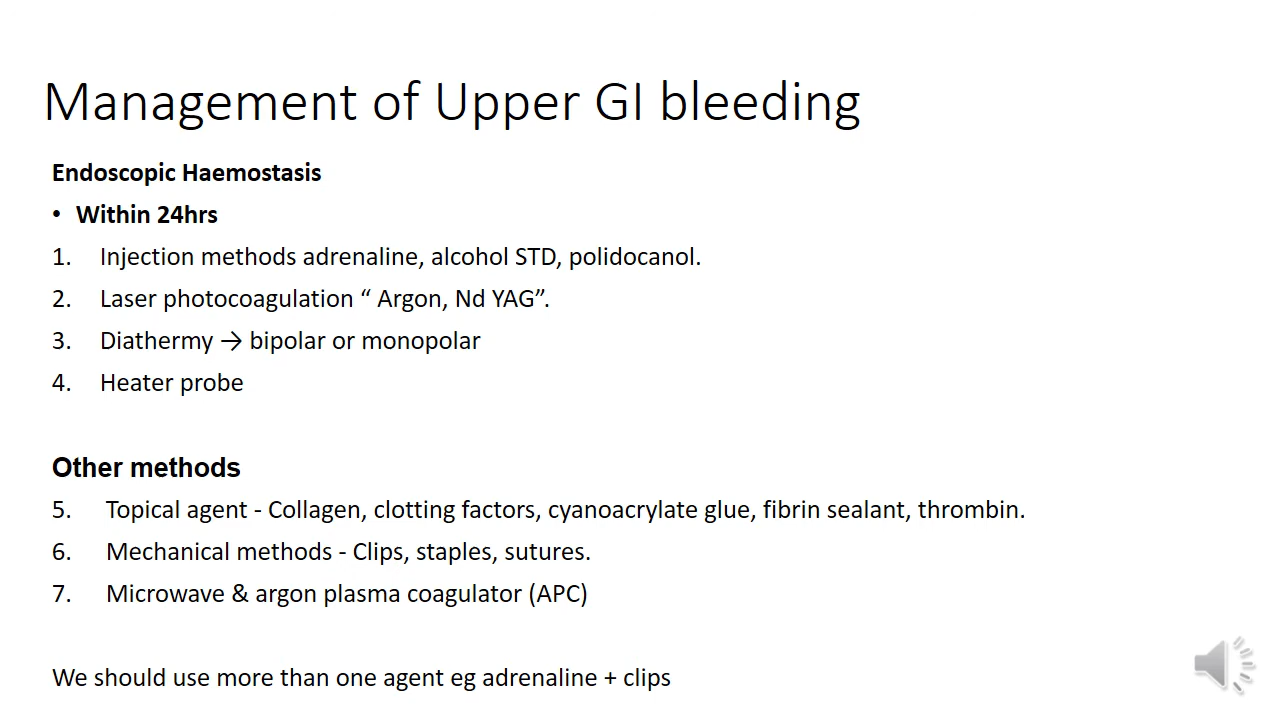 Management of Upper GI bleeding
Endoscopic Haemostasis
• Within 24hrs
1. Injection methods adrenaline, alcohol STD, polidocanol.
2. Laser photocoagulation “ Argon, Nd YAG”.
3. Diathermy → bipolar or monopolar
4. Heater probe
Other methods
5. Topical agent - Collagen, clotting factors, cyanoacrylate glue, fibrin sealant, thrombin.
6. Mechanical methods - Clips, staples, sutures.
7. Microwave & argon plasma coagulator (APC)
We should use more than one agent eg adrenaline + clips